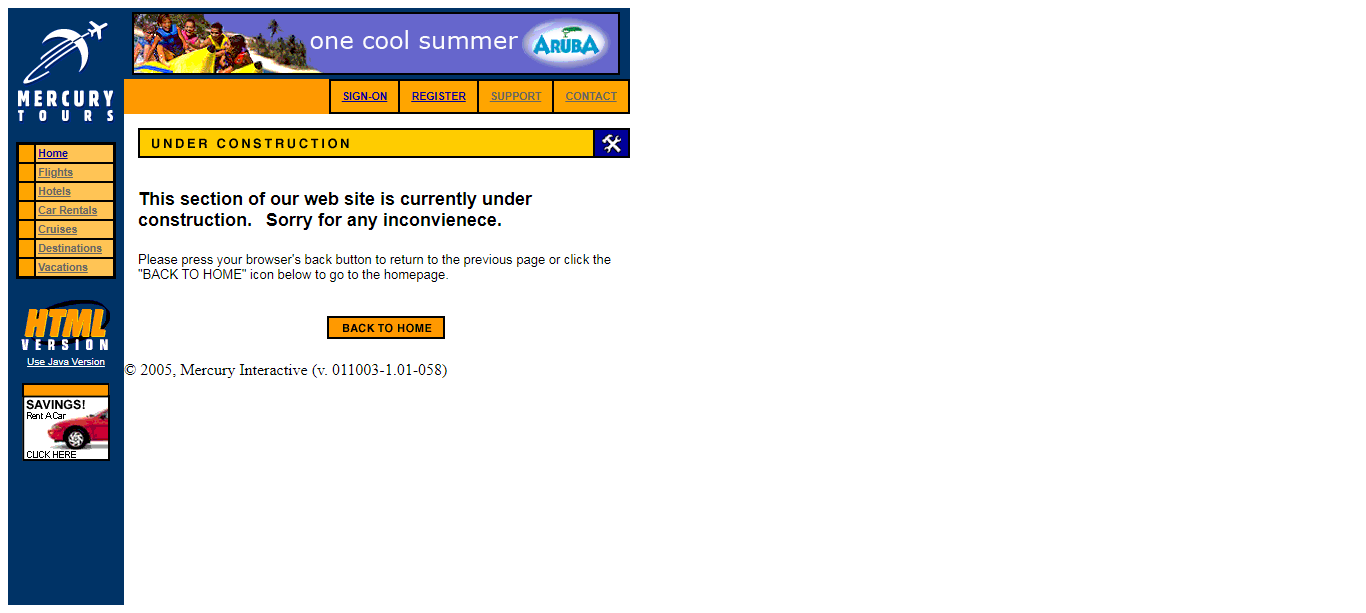 MERCURY
TOURS
one cool summer ARUBA
SIGN-ON REGISTER SUPPORT CONTACT
Home
Flights
Hotels
Car Rentals
Cruises
Destinations
Vacations
HTML
VERSION
Use Java Version
SAVINGS!
Rent A Car
CLICK HERE
UNDER CONSTRUCTION
This section of our web site is currently under
construction. Sorry for any inconvienece.
Please press your browser's back button to return to the previous page or click the
"BACK TO HOME" icon below to go to the homepage.
BACK TO HOME
© 2005, Mercury Interactive (v. 011003-1.01-058)